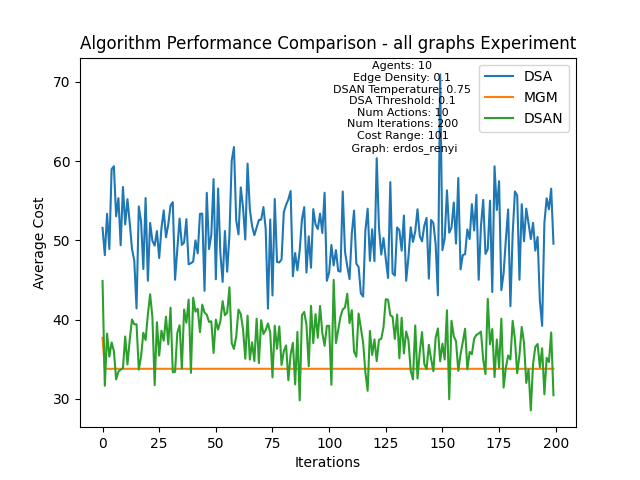 Algorithm Performance Comparison - all graphs Experiment
Agents: 10
Edge Density: 0.1
DSAN Temperature: 0.75
DSA Threshold: 0.1
Num Actions: 10
Num Iterations: 200
Cost Range: 101
Graph: erdos_renyi
DSA
MGM
DSAN
Average Cost
70
60
50
40
30
0 25 50 75 100 125 150 175 200
Iterations